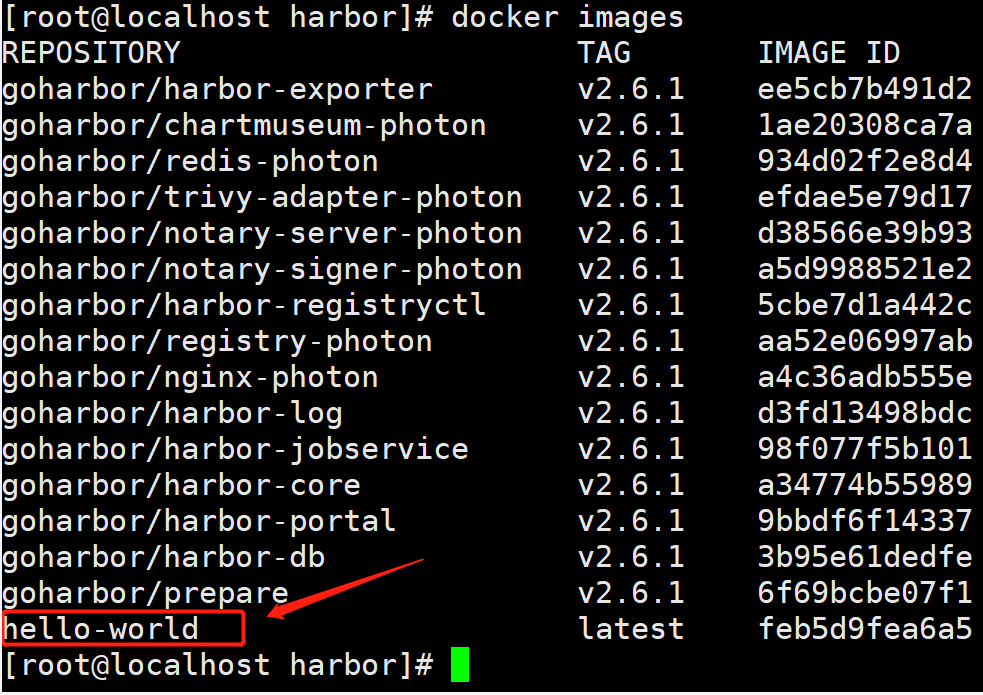 [root@localhost harbor]# docker images
REPOSITORY TAG IMAGE ID
goharbor/harbor-exporter v2.6.1 ee5cb7b491d2
goharbor/chartmuseum-photon v2.6.1 1ae20308ca7a
goharbor/redis-photon v2.6.1 934d02f2e8d4
goharbor/trivy-adapter-photon v2.6.1 efdae5e79d17
goharbor/notary-server-photon v2.6.1 d38566e39b93
goharbor/notary-signer-photon v2.6.1 a5d9988521e2
goharbor/harbor-registryctl v2.6.1 5cbe7d1a442c
goharbor/registry-photon v2.6.1 aa52e06997ab
goharbor/nginx-photon v2.6.1 a4c36adb555e
goharbor/harbor-log v2.6.1 d3fd13498bdc
goharbor/harbor-jobservice v2.6.1 98f077f5b101
goharbor/harbor-core v2.6.1 a34774b55989
goharbor/harbor-portal v2.6.1 9bbdf6f14337
goharbor/harbor-db v2.6.1 3b95e61dedfe
goharbor/prepare v2.6.1 6f69bcbe07f1
hello-world latest feb5d9fea6a5
[root@localhost harbor]#